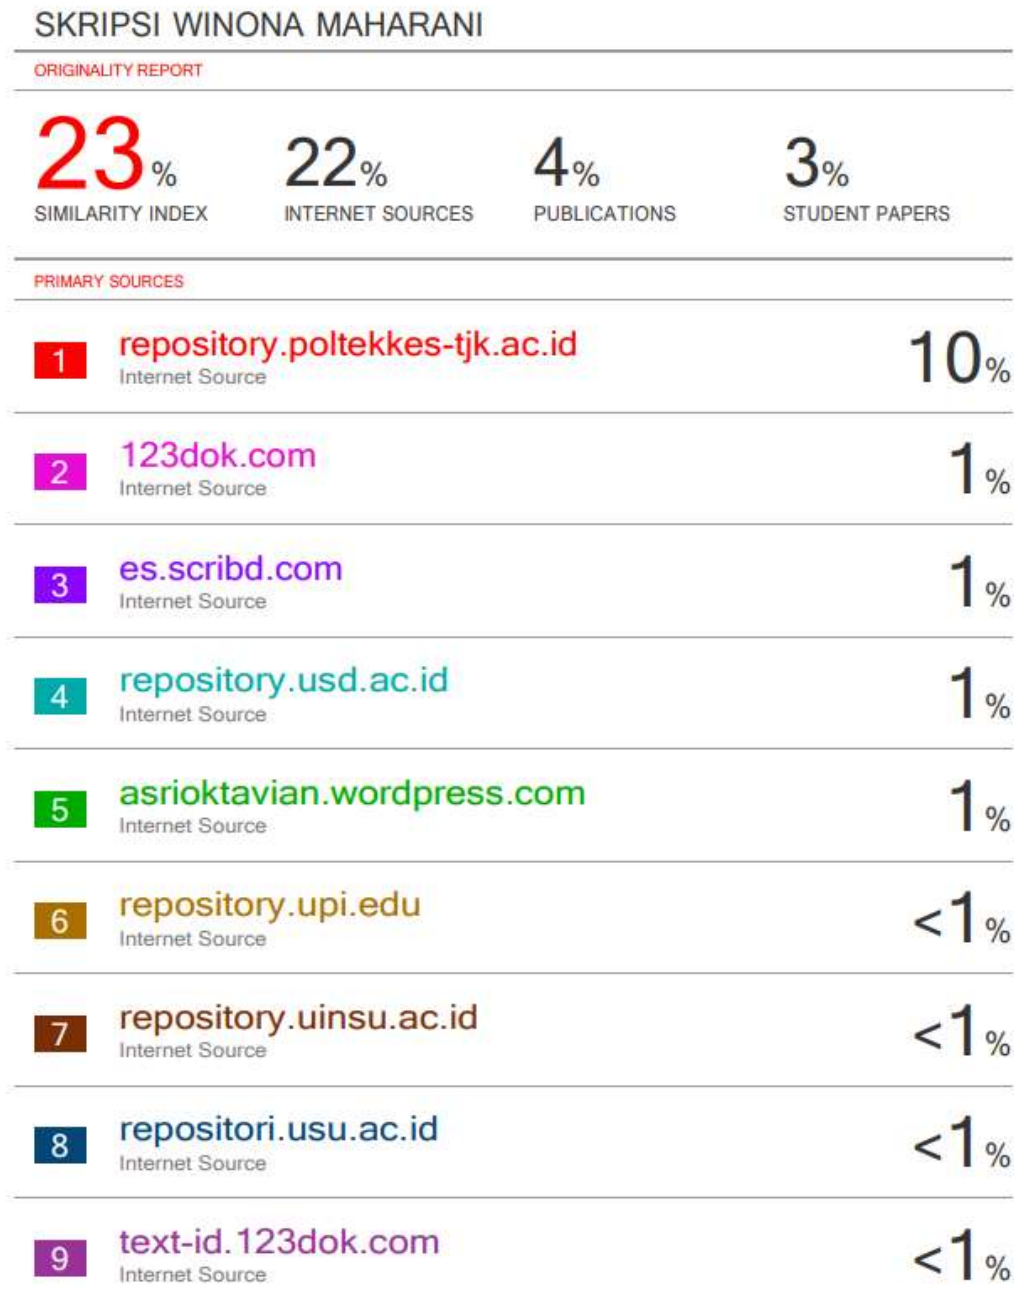 SKRIPSI WINONA MAHARANI
ORIGINALITY REPORT
23% 22% 4% 3%
SIMILARITY INDEX INTERNET SOURCES PUBLICATIONS STUDENT PAPERS
PRIMARY SOURCES
1 repository.poltekkes-tjk.ac.id 10%
Internet Source
2 123dok.com 1%
Internet Source
3 es.scribd.com 1%
Internet Source
4 repository.usd.ac.id 1%
Internet Source
5 asrioktavian.wordpress.com 1%
Internet Source
6 repository.upi.edu <1%
Internet Source
7 repository.uinsu.ac.id <1%
Internet Source
8 repositori.usu.ac.id <1%
Internet Source
9 text-id.123dok.com <1%
Internet Source